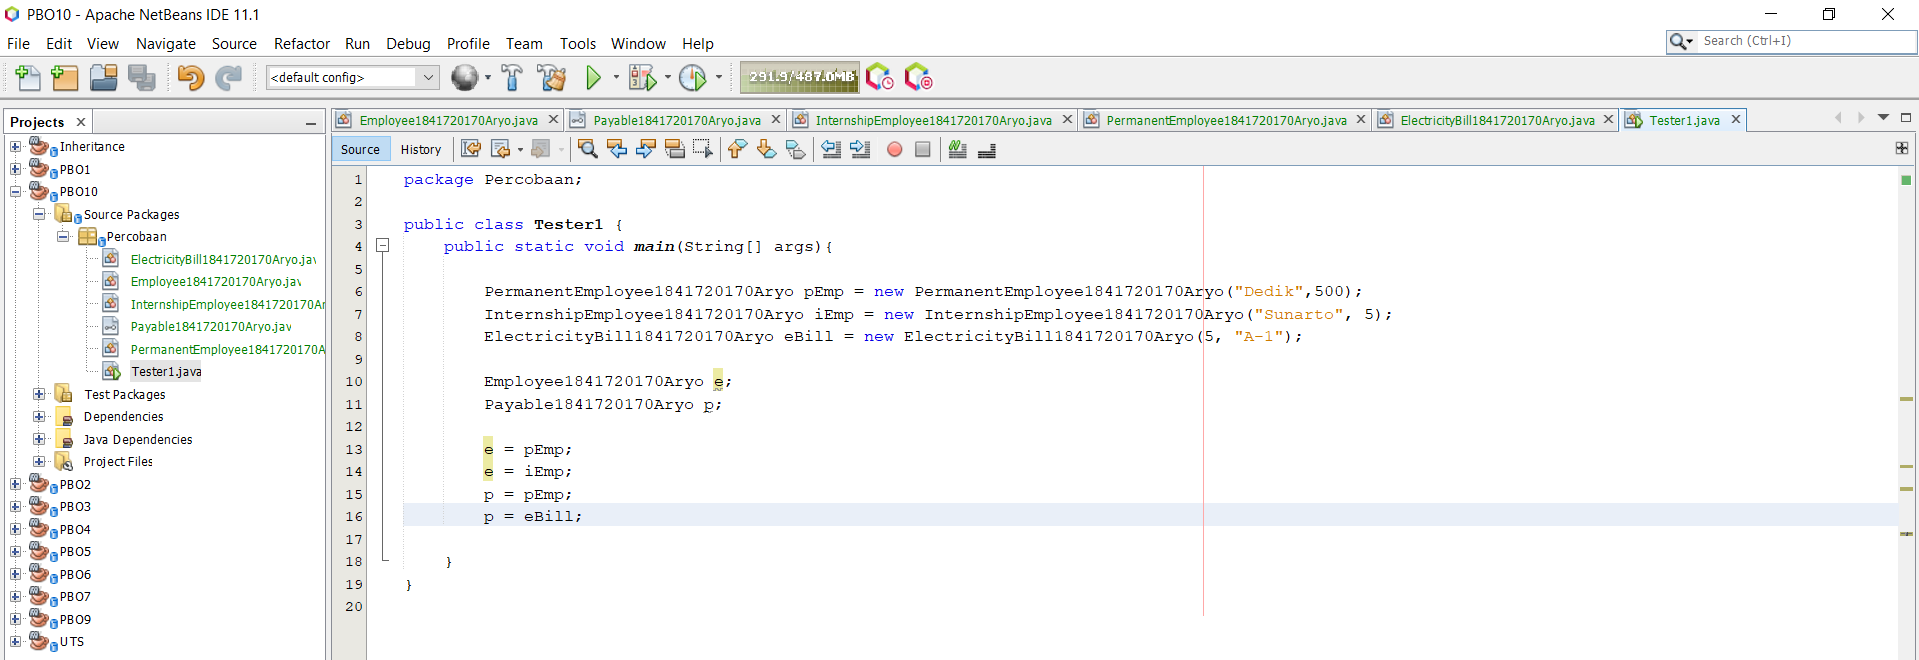 PBO10 - Apache NetBeans IDE 11.1
File Edit View Navigate Source Refactor Run Debug Profile Team Tools Window Help
Search (Ctrl+I)
<default config>
291.9/487.0MB
Projects
Employee1841720170Aryo.java
Payable1841720170Aryo.java
InternshipEmployee1841720170Aryo.java
PermanentEmployee1841720170Aryo.java
ElectricityBill1841720170Aryo.java
Tester1.java
Source History
Inheritance
PBO1
PBO10
Source Packages
Percobaan
ElectricityBill1841720170Aryo.jav
Employee1841720170Aryo.jav
InternshipEmployee1841720170Ar
Payable1841720170Aryo.jav
PermanentEmployee1841720170A
Tester1.java
Test Packages
Dependencies
Java Dependencies
Project Files
PBO2
PBO3
PBO4
PBO5
PBO6
PBO7
PBO9
UTS
1 package Percobaan;
2
3 public class Tester1 {
4 public static void main(String[] args){
5
6 PermanentEmployee1841720170Aryo pEmp = new PermanentEmployee1841720170Aryo("Dedik",500);
7 InternshipEmployee1841720170Aryo iEmp = new InternshipEmployee1841720170Aryo("Sunarto", 5);
8 ElectricityBill1841720170Aryo eBill = new ElectricityBill1841720170Aryo(5, "A-1");
9
10 Employee1841720170Aryo e;
11 Payable1841720170Aryo p;
12
13 e = pEmp;
14 e = iEmp;
15 p = pEmp;
16 p = eBill;
17
18 }
19 }
20